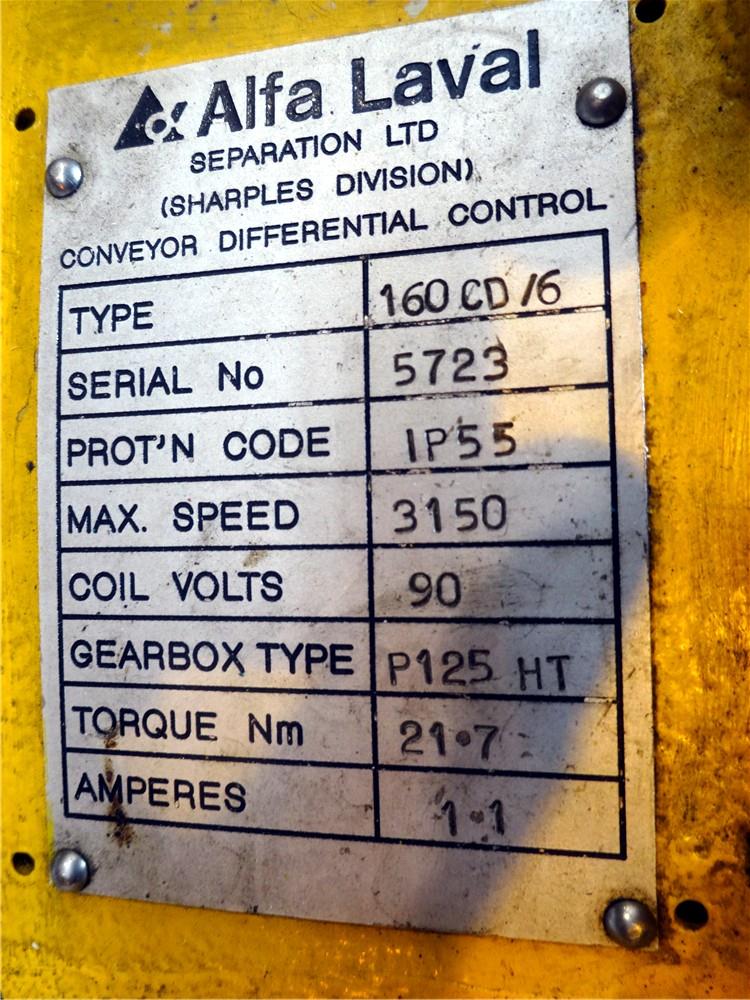 Alfa Laval
SEPARATION LTD
(SHARPLES DIVISION)
CONVEYOR DIFFERENTIAL CONTROL
TYPE 160 CD /6
SERIAL No 5723
PROT'N CODE IP55
MAX. SPEED 3150
COIL VOLTS 90
GEARBOX TYPE P125 HT
TORQUE Nm 21·7
AMPERES 1·1